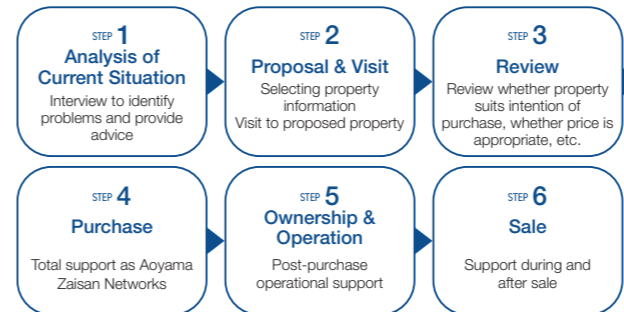 STEP 1
Analysis of
Current Situation
Interview to identify
problems and provide
advice
STEP 2
Proposal & Visit
Selecting property
information
Visit to proposed property
STEP 3
Review
Review whether property
suits intention of
purchase, whether price is
appropriate, etc.
STEP 4
Purchase
Total support as Aoyama
Zaisan Networks
STEP 5
Ownership &
Operation
Post-purchase
operational support
STEP 6
Sale
Support during and
after sale